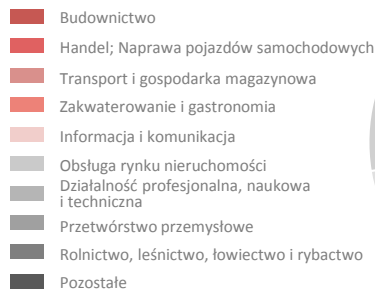 Budownictwo
Handel; Naprawa pojazdów samochodowych
Transport i gospodarka magazynowa
Zakwaterowanie i gastronomia
Informacja i komunikacja
Obsługa rynku nieruchomości
Działalność profesjonalna, naukowa
i techniczna
Przetwórstwo przemysłowe
Rolnictwo, leśnictwo, łowiectwo i rybactwo
Pozostałe